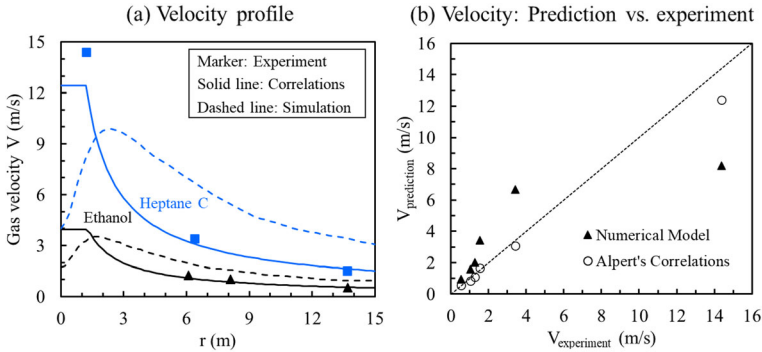 (a) Velocity profile
15
12
9
6
3
0
Gas velocity V (m/s)
Marker: Experiment
Solid line: Correlations
Dashed line: Simulation
Heptane C
Ethanol
0 3 6 9 12 15
r (m)
(b) Velocity: Prediction vs. experiment
16
14
12
10
8
6
4
2
0
Vprediction (m/s)
Numerical Model
Alpert's Correlations
0 2 4 6 8 10 12 14 16
Vexperiment (m/s)